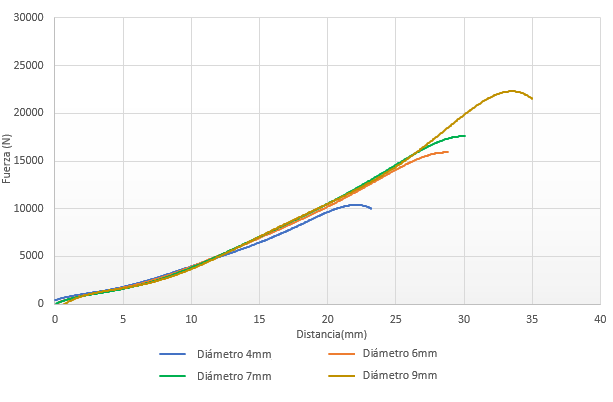 30000
25000
20000
15000
10000
5000
0
Fuerza (N)
0 5 10 15 20 25 30 35 40
Distancia(mm)
Diámetro 4mm Diámetro 6mm
Diámetro 7mm Diámetro 9mm